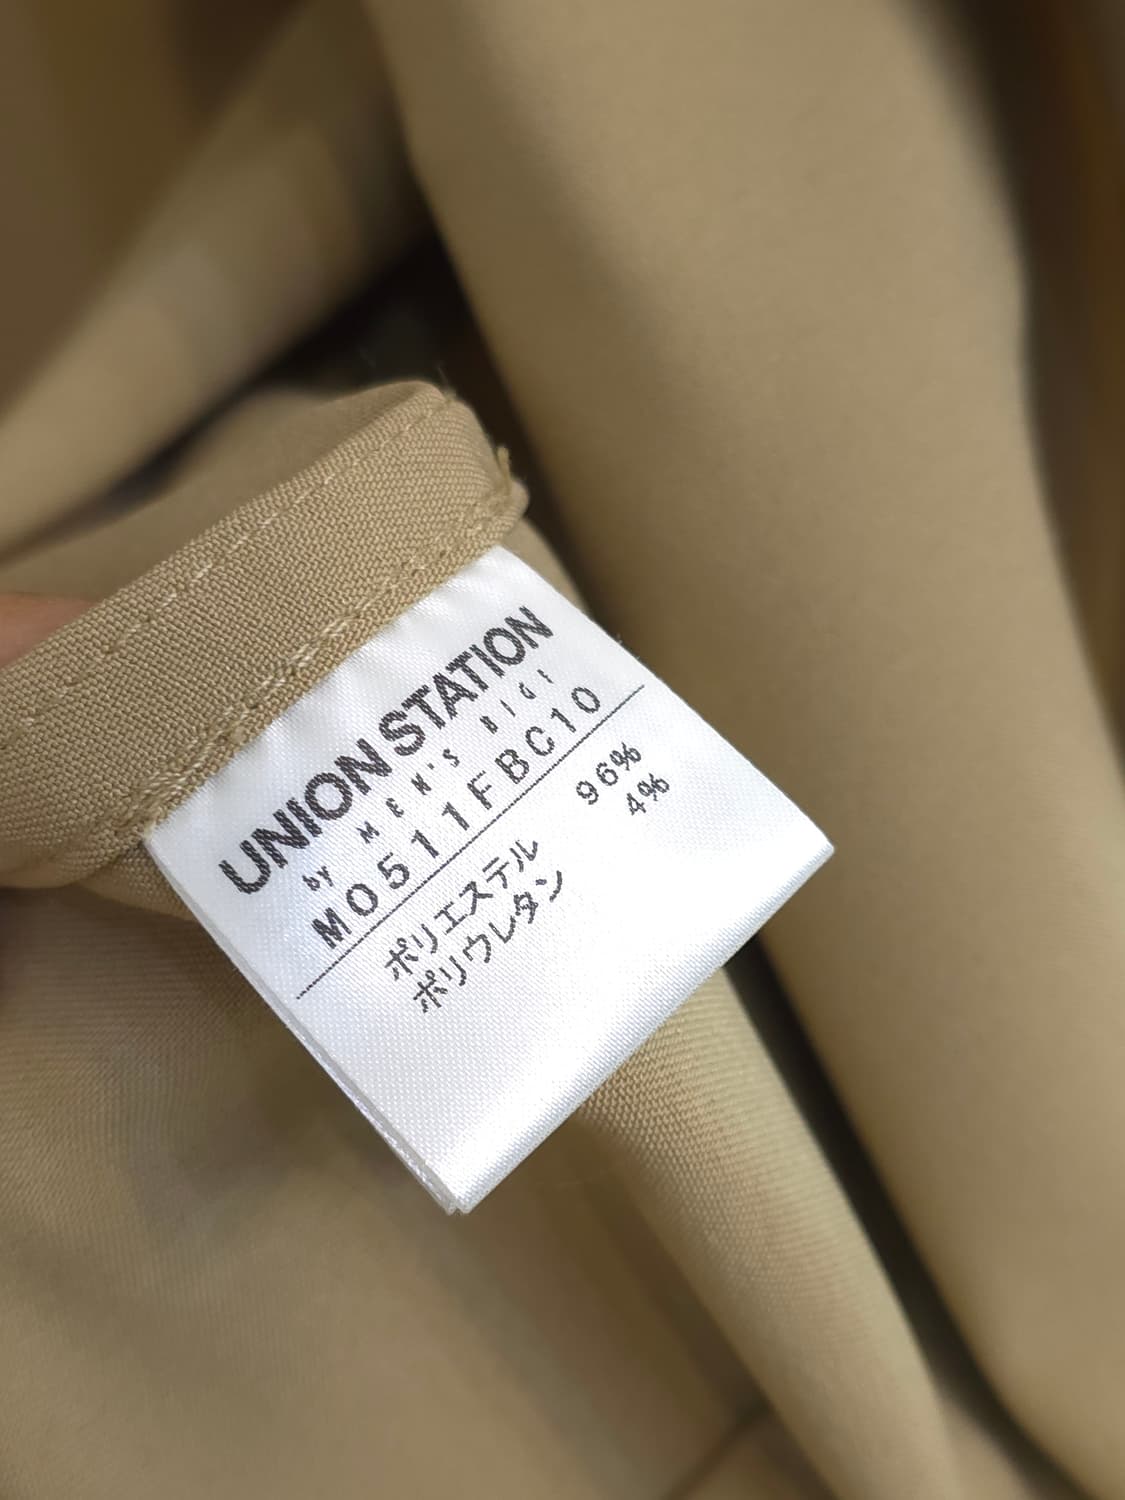 UNION STATION
by MEN'S BIGI
M0511FBC10
ポリエステル 96%
ポリウレタン 4%